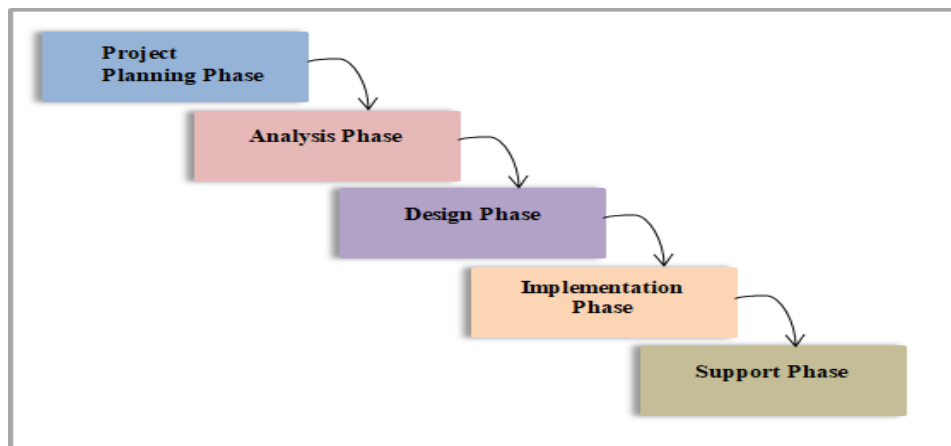 Project
Planning Phase
Analysis Phase
Design Phase
Implementation
Phase
Support Phase